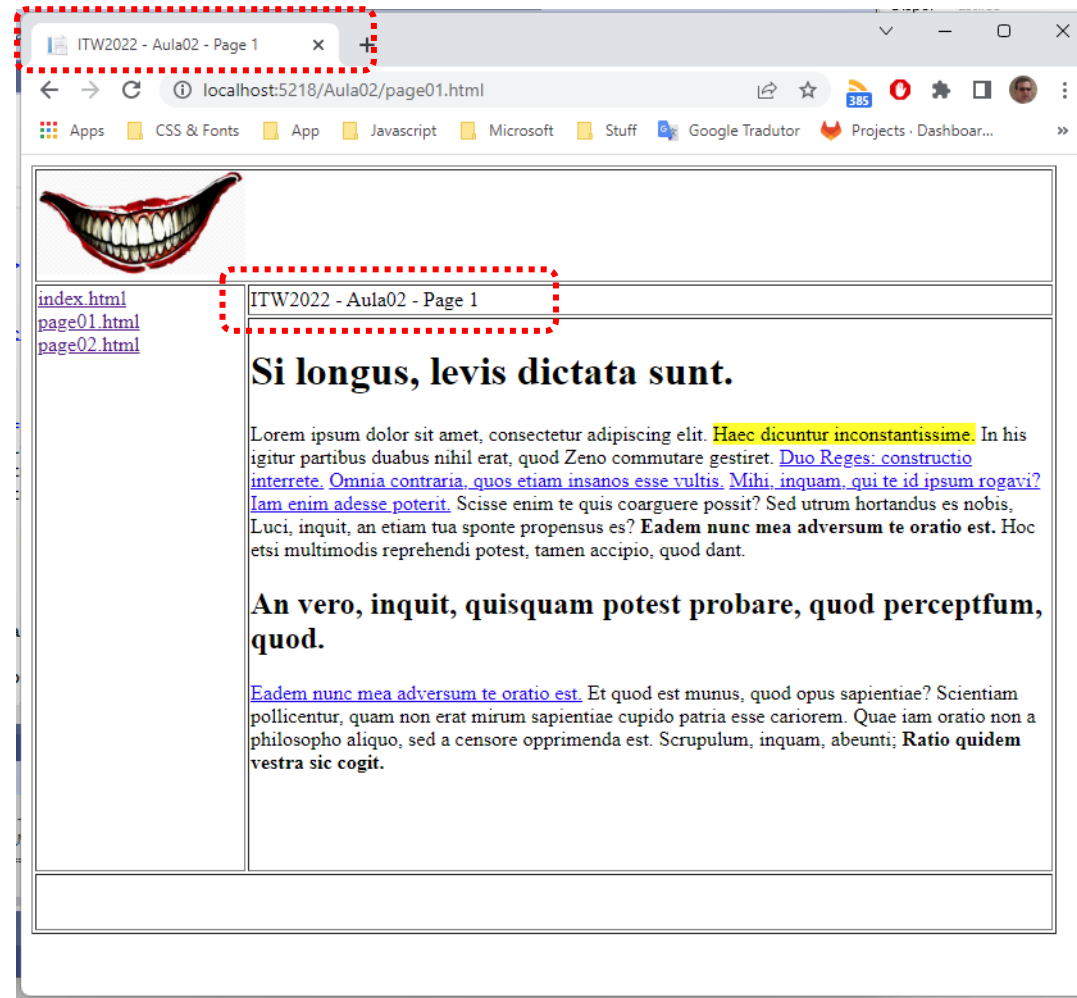 ITW2022 - Aula02 - Page 1
localhost:5218/Aula02/page01.html
385
Apps CSS & Fonts App Javascript Microsoft Stuff Google Tradutor Projects · Dashboar... »
index.html
page01.html
page02.html
ITW2022 - Aula02 - Page 1
Si longus, levis dictata sunt.
Lorem ipsum dolor sit amet, consectetur adipiscing elit. Haec dicuntur inconstantissime. In his
igitur partibus duabus nihil erat, quod Zeno commutare gestiret. Duo Reges: constructio
interrete. Omnia contraria, quos etiam insanos esse vultis. Mihi, inquam, qui te id ipsum rogavi?
Iam enim adesse poterit. Scisse enim te quis coarguere possit? Sed utrum hortandus es nobis,
Luci, inquit, an etiam tua sponte propensus es? Eadem nunc mea adversum te oratio est. Hoc
etsi multimodis reprehendi potest, tamen accipio, quod dant.
An vero, inquit, quisquam potest probare, quod perceptfum,
quod.
Eadem nunc mea adversum te oratio est. Et quod est munus, quod opus sapientiae? Scientiam
pollicentur, quam non erat mirum sapientiae cupido patria esse cariorem. Quae iam oratio non a
philosopho aliquo, sed a censore opprimenda est. Scrupulum, inquam, abeunti; Ratio quidem
vestra sic cogit.